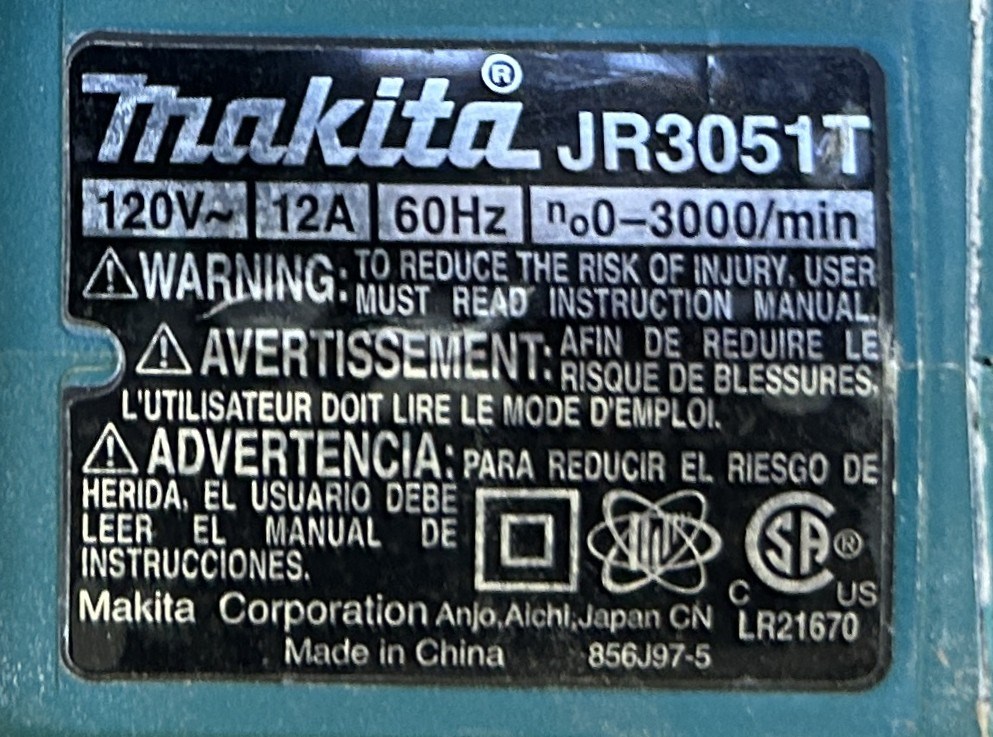 Makita® JR3051T
120V~ 12A 60Hz n₀0–3000/min
⚠WARNING: TO REDUCE THE RISK OF INJURY, USER
MUST READ INSTRUCTION MANUAL.
⚠AVERTISSEMENT: AFIN DE REDUIRE LE
RISQUE DE BLESSURES,
L'UTILISATEUR DOIT LIRE LE MODE D'EMPLOI.
⚠ADVERTENCIA: PARA REDUCIR EL RIESGO DE
HERIDA, EL USUARIO DEBE
LEER EL MANUAL DE
INSTRUCCIONES.
CSA®
C US
LR21670
Makita Corporation Anjo,Aichi,Japan CN
Made in China 856J97-5